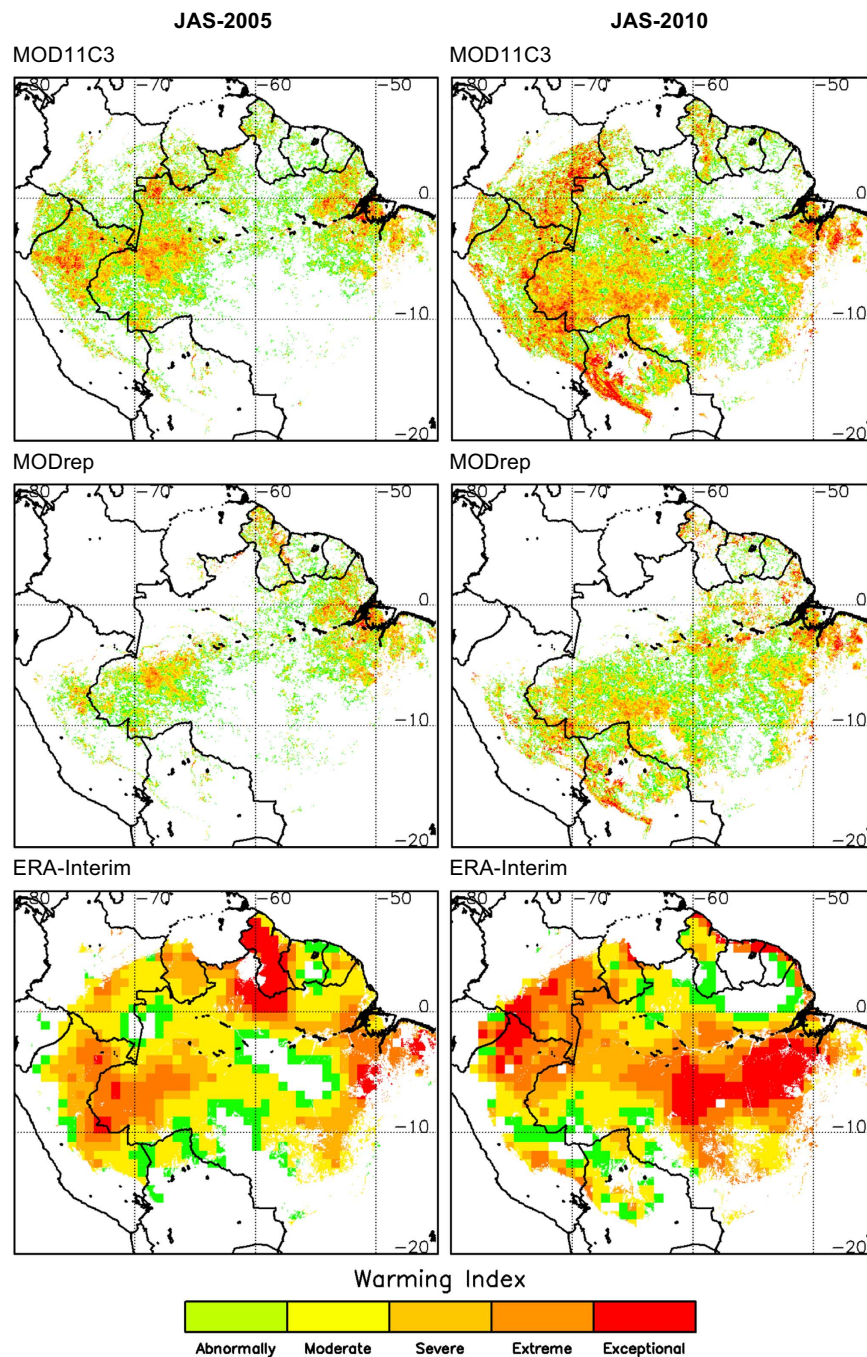 JAS-2005 JAS-2010
MOD11C3
-80 -70 -60 -50
0
-10
-20
-80 -70 -60 -50
0
-10
-20
MODrep MODrep
-80 -70 -60 -50
0
-10
-20
-80 -70 -60 -50
0
-10
-20
ERA-Interim ERA-Interim
-80 -70 -60 -50
0
-10
-20
-80 -70 -60 -50
0
-10
-20
Warming Index
Abnormally Moderate Severe Extreme Exceptional